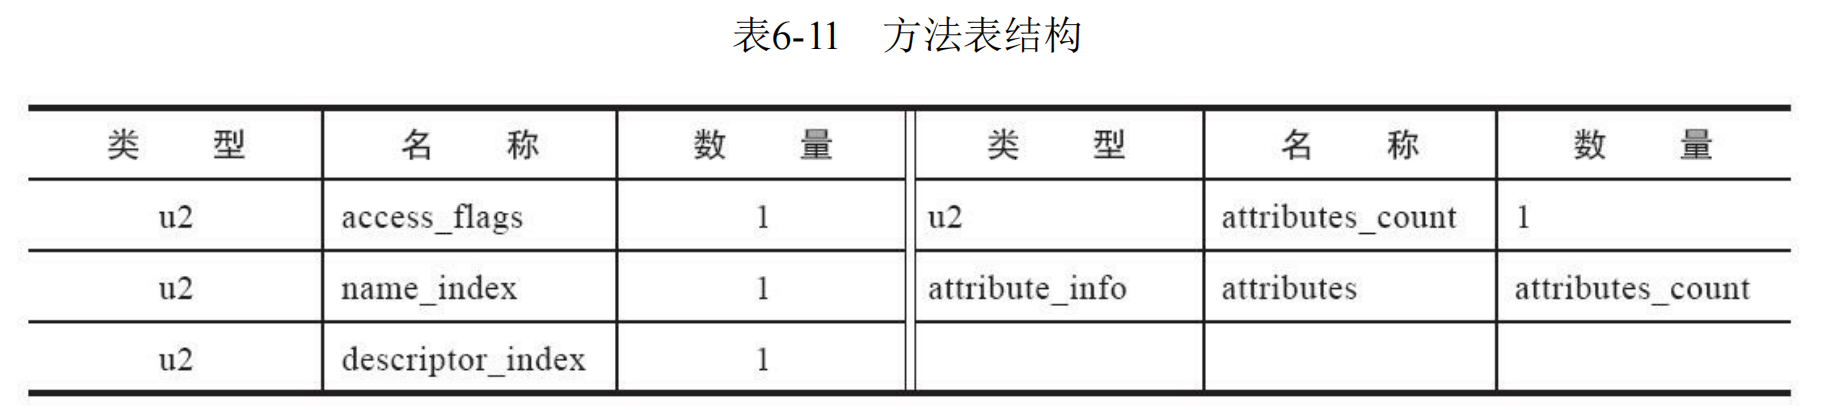 表6-11 方法表结构
类 型 名 称 数 量 类 型 名 称 数 量
u2 access_flags 1 u2 attributes_count 1
u2 name_index 1 attribute_info attributes attributes_count
u2 descriptor_index 1